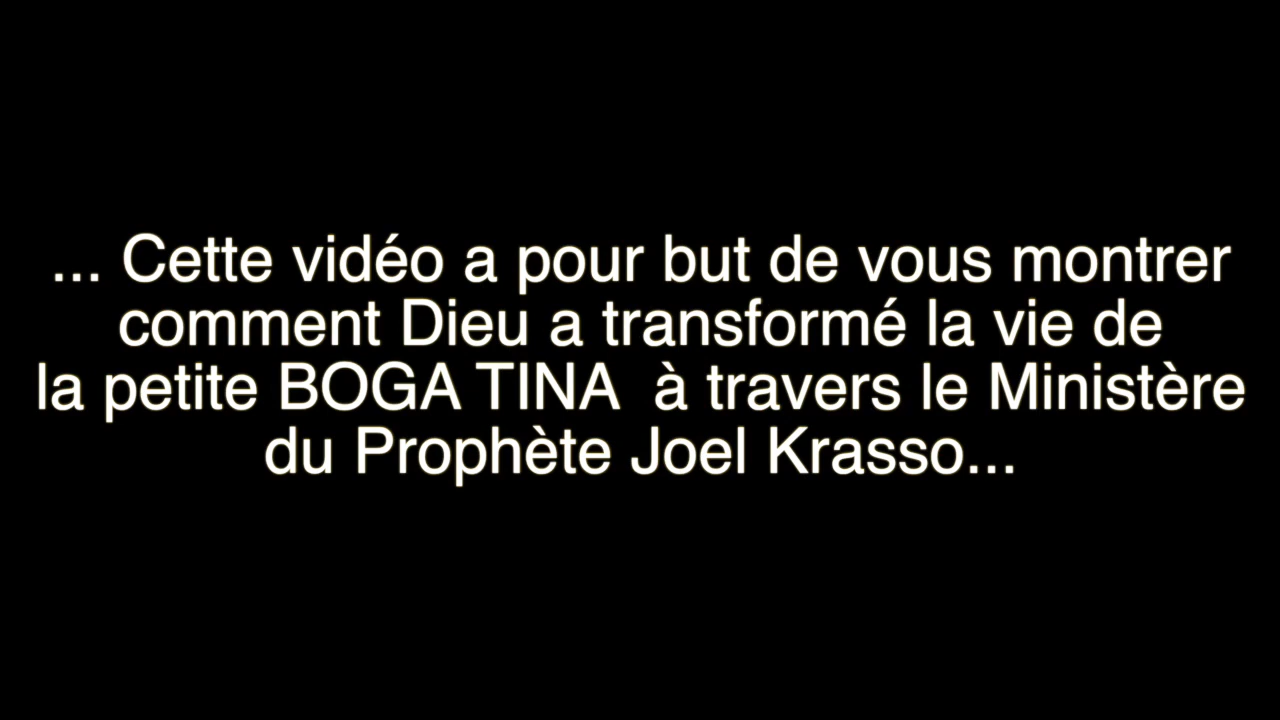 ... Cette vidéo a pour but de vous montrer
comment Dieu a transformé la vie de
la petite BOGA TINA  à travers le Ministère
du Prophète Joel Krasso...